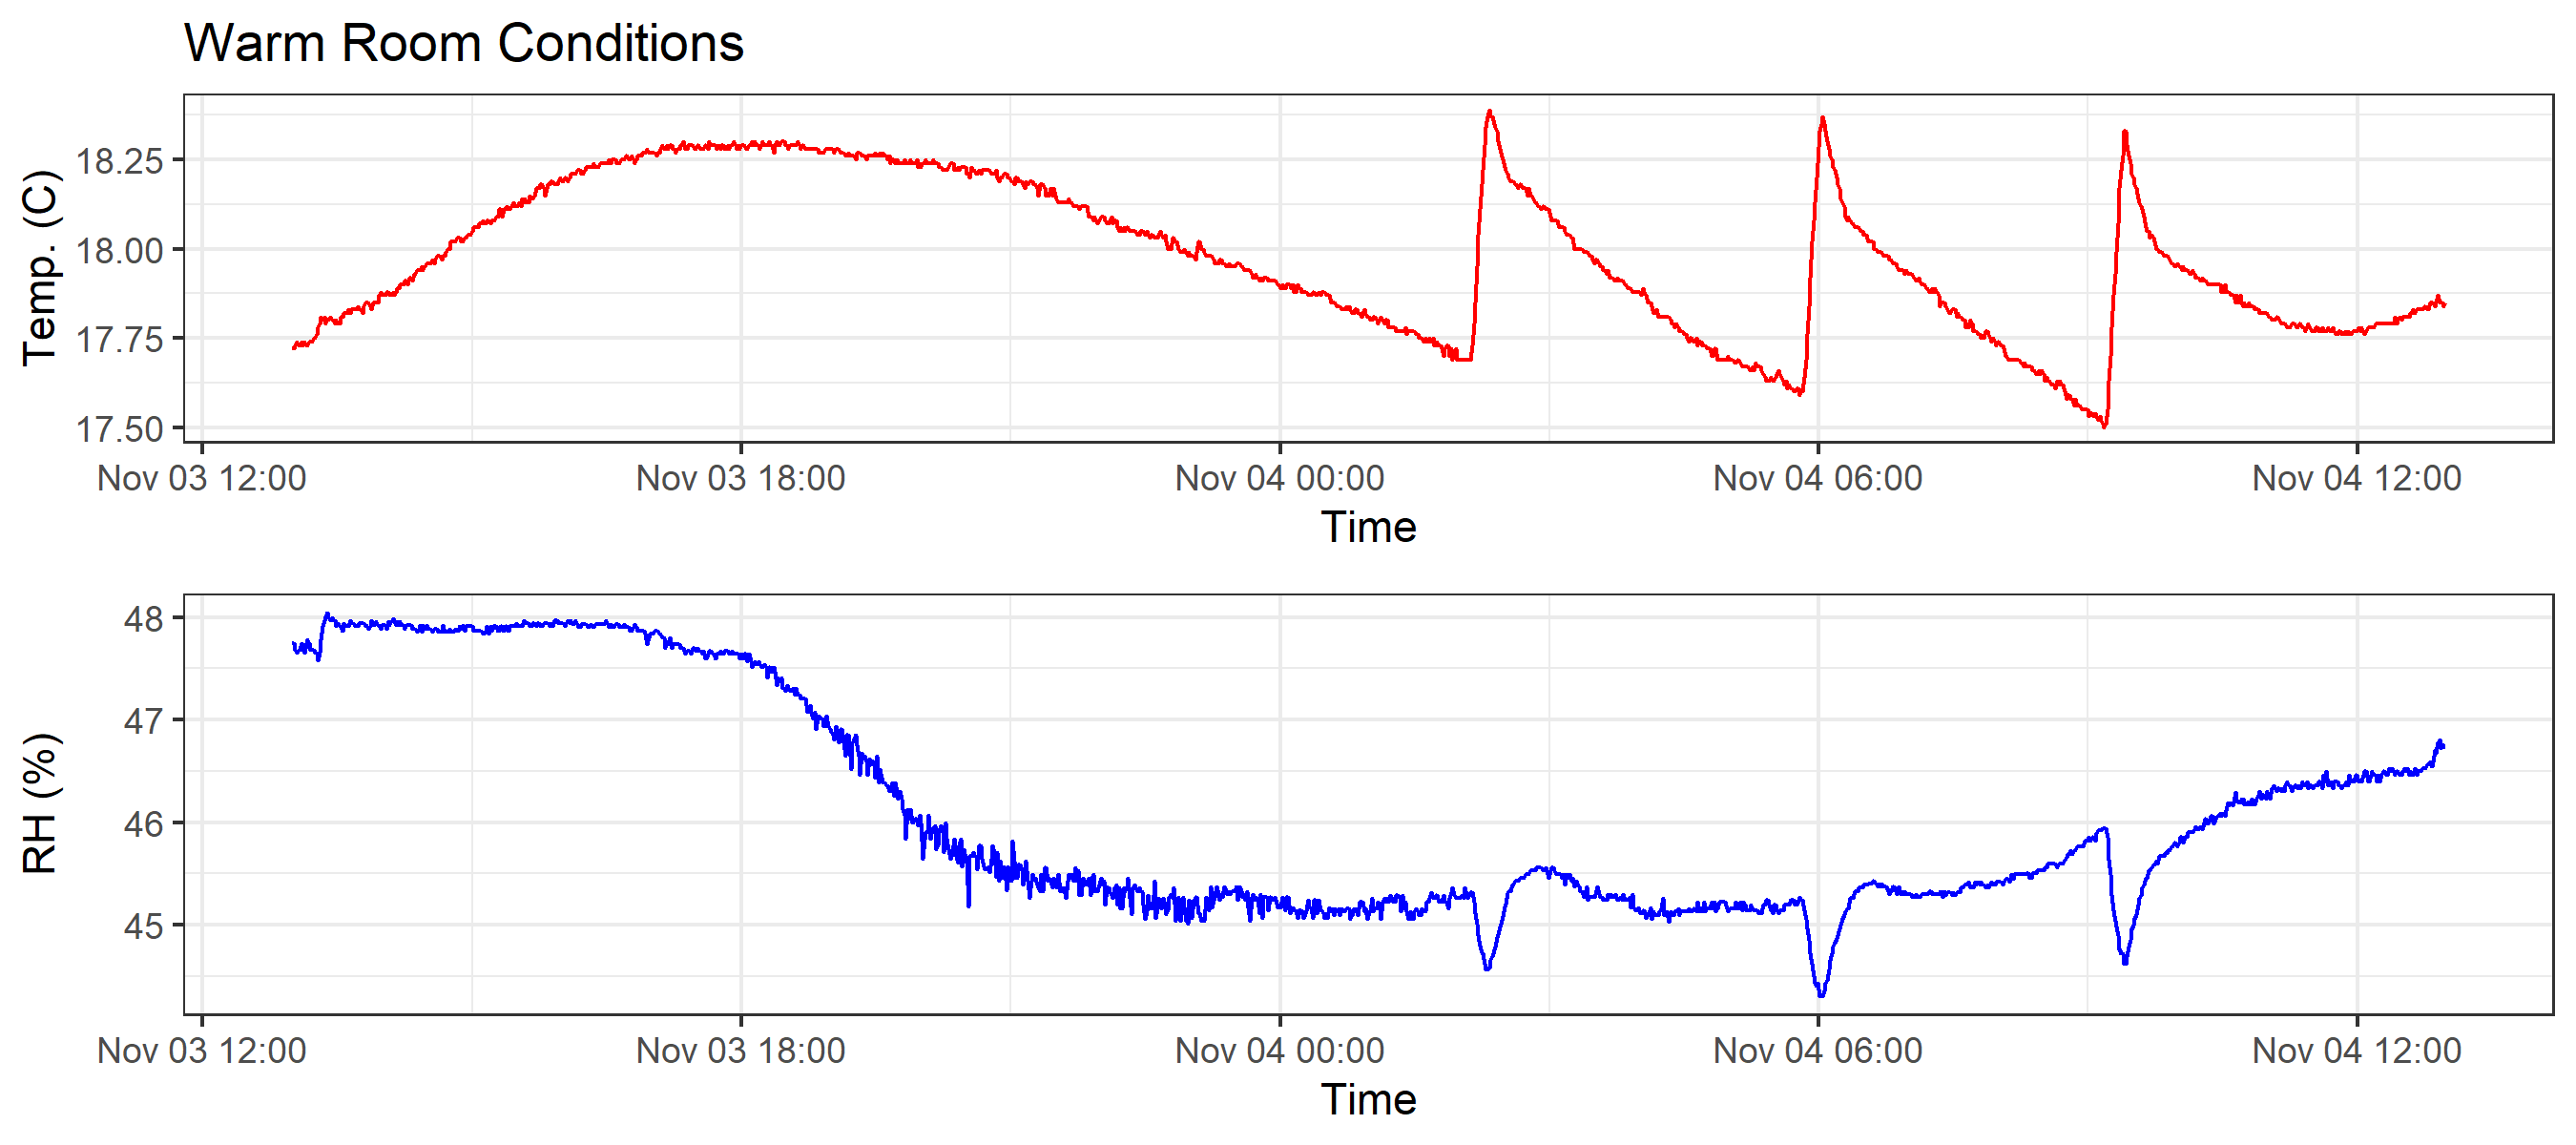 Warm Room Conditions
Temp. (C)
18.25
18.00
17.75
17.50
Nov 03 12:00 Nov 03 18:00 Nov 04 00:00 Nov 04 06:00 Nov 04 12:00
Time
RH (%)
48
47
46
45
Nov 03 12:00 Nov 03 18:00 Nov 04 00:00 Nov 04 06:00 Nov 04 12:00
Time